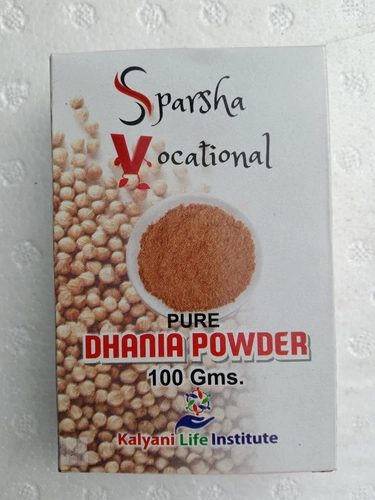 Sparsha
Vocational
PURE
DHANIA POWDER
100 Gms.
Kalyani Life Institute